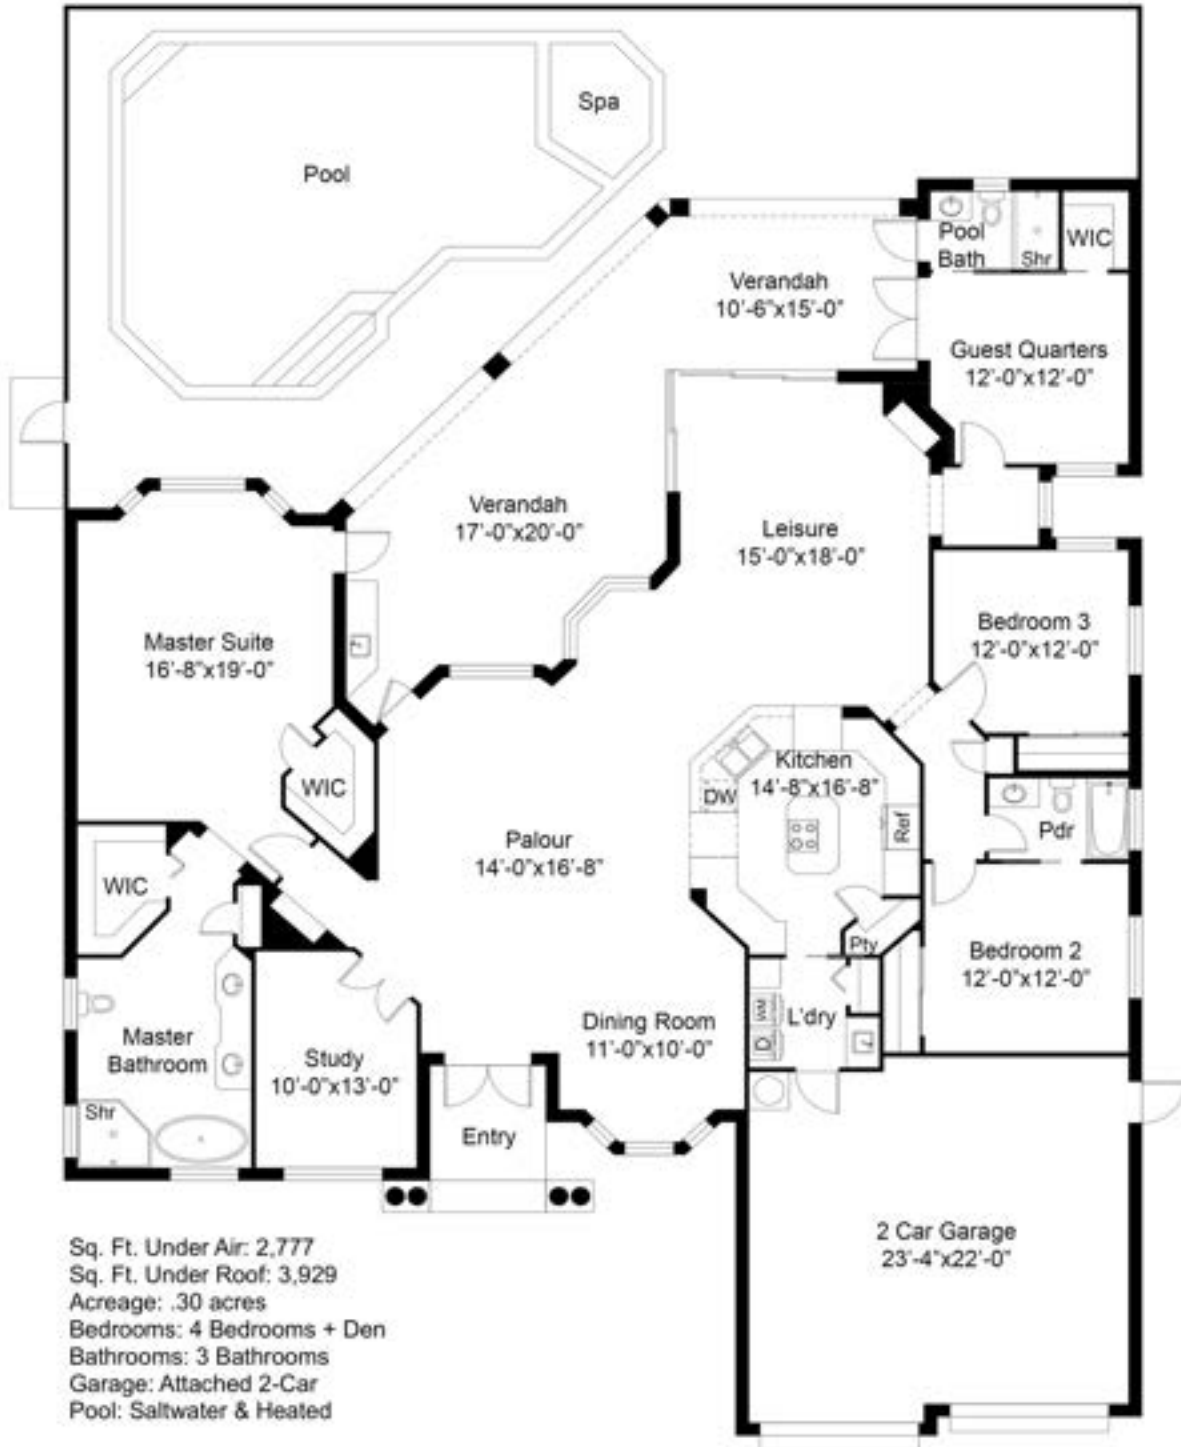 Spa
Pool
Pool
Bath
Shr
WIC
Verandah
10'-6"x15'-0"
Guest Quarters
12'-0"x12'-0"
Verandah
17'-0"x20'-0"
Leisure
15'-0"x18'-0"
Bedroom 3
12'-0"x12'-0"
Master Suite
16'-8"x19'-0"
WIC
Kitchen
14'-8"x16'-8"
DW
Ref
Pdr
Palour
14'-0"x16'-8"
WIC
Pty
Bedroom 2
12'-0"x12'-0"
WM
D
L'dry
Dining Room
11'-0"x10'-0"
Master
Bathroom
Study
10'-0"x13'-0"
Shr
Entry
2 Car Garage
23'-4"x22'-0"
Sq. Ft. Under Air: 2,777
Sq. Ft. Under Roof: 3,929
Acreage: .30 acres
Bedrooms: 4 Bedrooms + Den
Bathrooms: 3 Bathrooms
Garage: Attached 2-Car
Pool: Saltwater & Heated